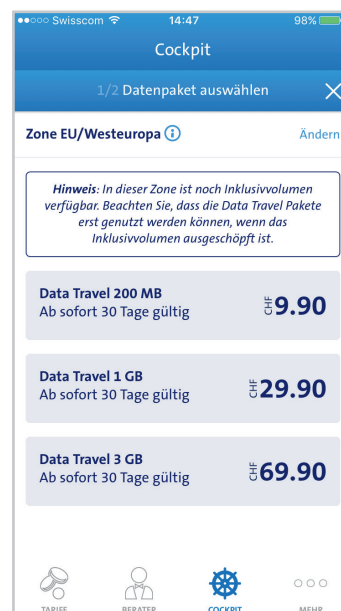 Swisscom 14:47 98%
Cockpit
1/2 Datenpaket auswählen
Zone EU/Westeuropa Ändern
Hinweis: In dieser Zone ist noch Inklusivvolumen
verfügbar. Beachten Sie, dass die Data Travel Pakete
erst genutzt werden können, wenn das
Inklusivvolumen ausgeschöpft ist.
Data Travel 200 MB
Ab sofort 30 Tage gültig
CHF 9.90
Data Travel 1 GB
Ab sofort 30 Tage gültig
CHF 29.90
Data Travel 3 GB
Ab sofort 30 Tage gültig
CHF 69.90
TARIFE BERATER COCKPIT MEHR